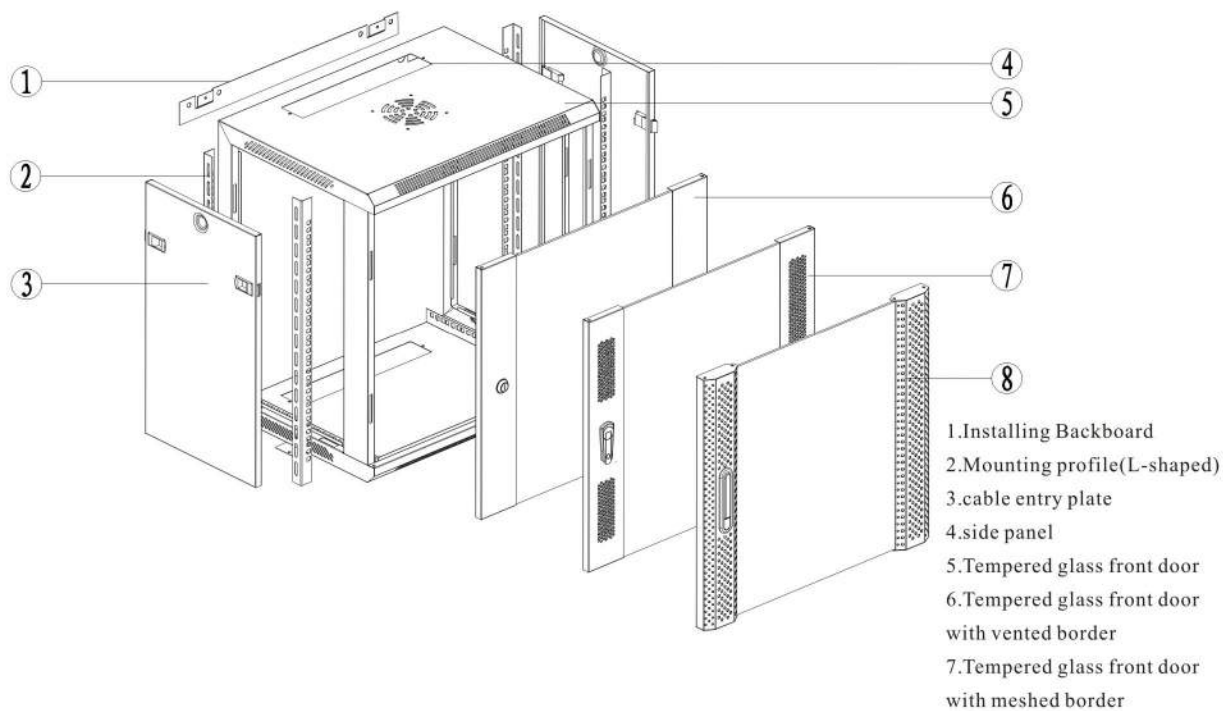 1
2
3
4
5
6
7
8
1.Installing Backboard
2.Mounting profile(L-shaped)
3.cable entry plate
4.side panel
5.Tempered glass front door
6.Tempered glass front door
with vented border
7.Tempered glass front door
with meshed border